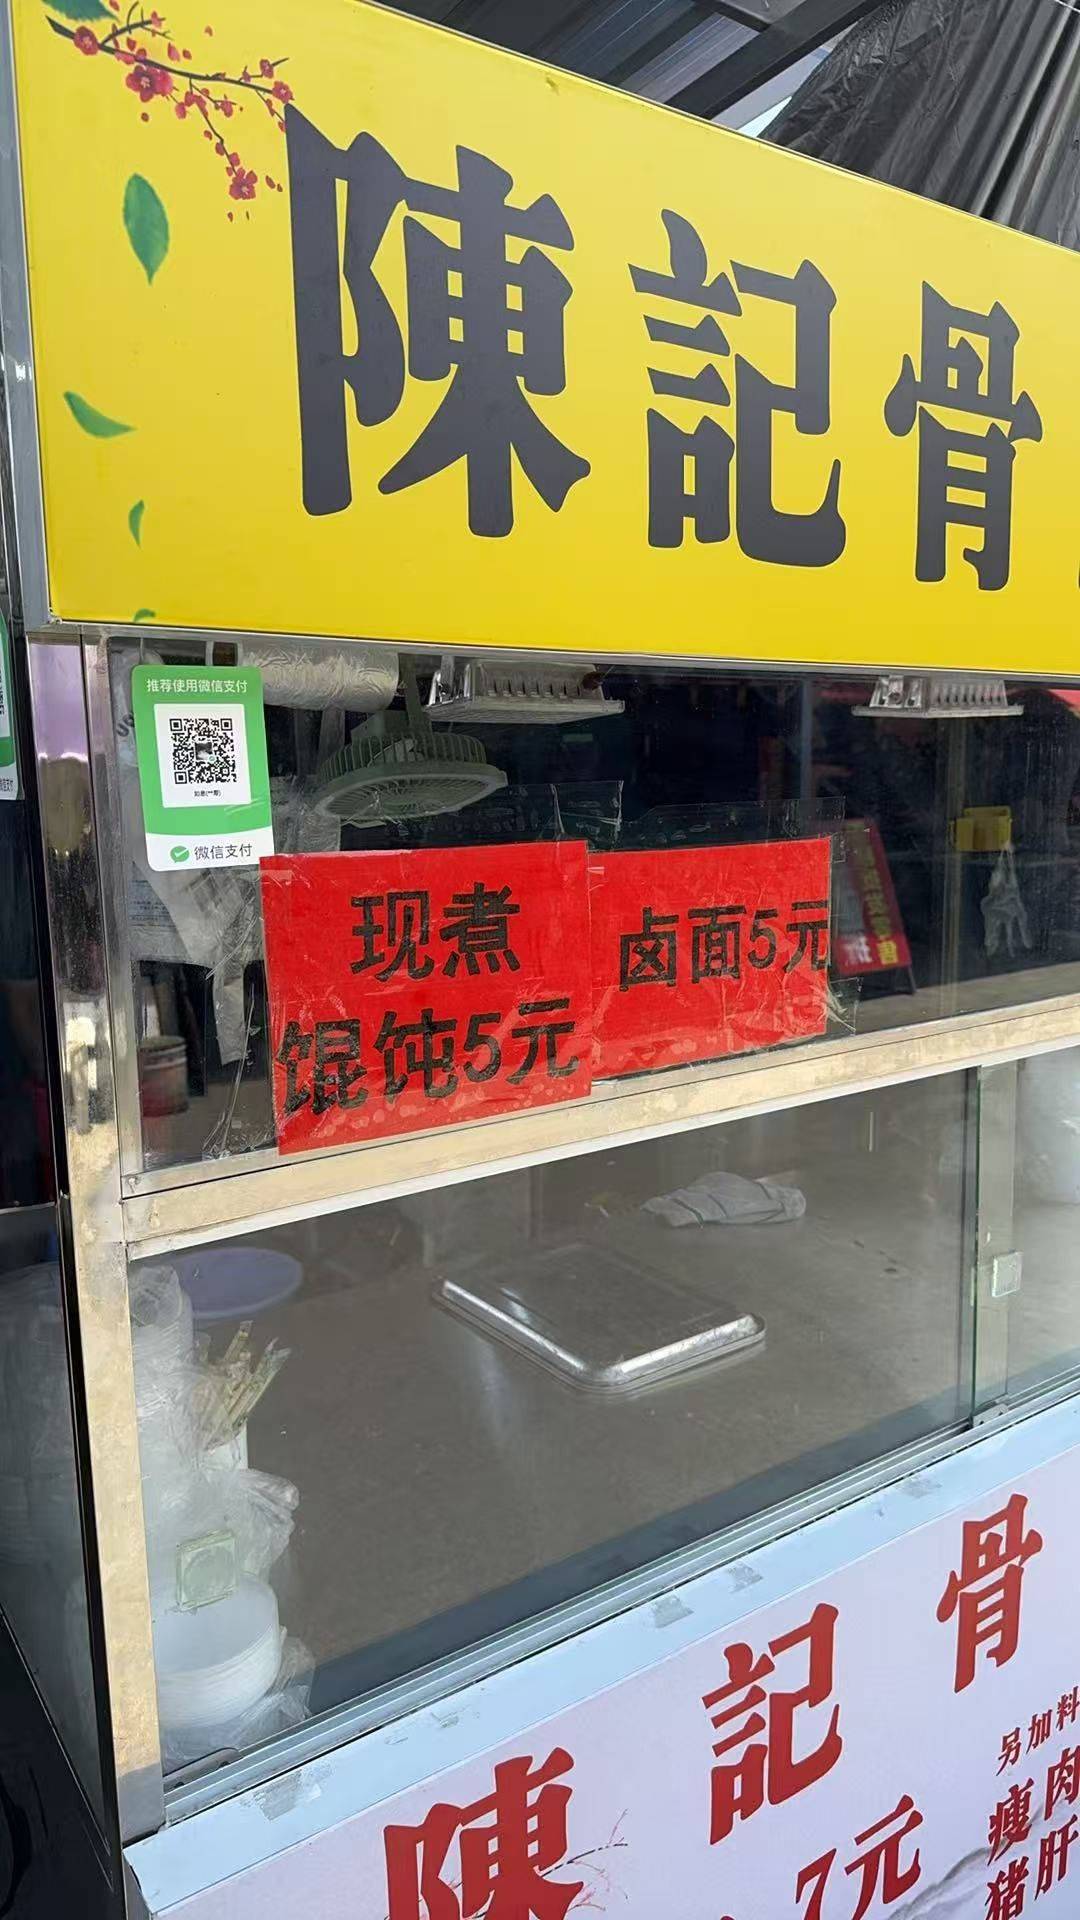 陳記骨
推荐使用微信支付
微信支付
现煮
馄饨5元
卤面5元
陳記骨
7元
另加料
瘦肉
猪肝